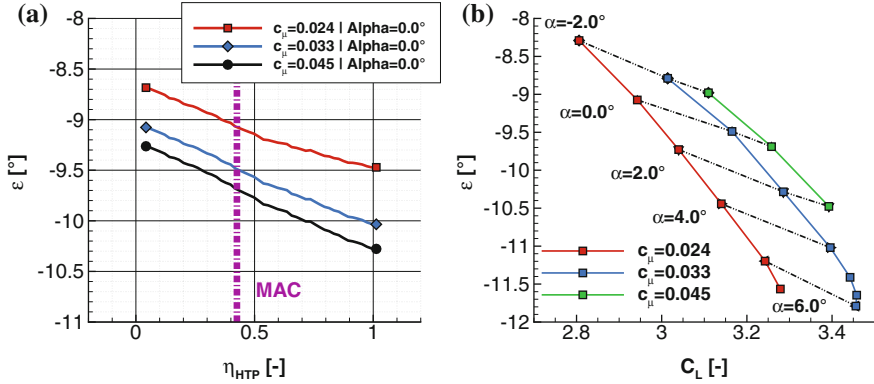 (a)
c_μ=0.024 | Alpha=0.0°
c_μ=0.033 | Alpha=0.0°
c_μ=0.045 | Alpha=0.0°
-8
-8.5
-9
-9.5
-10
-10.5
-11
ε [°]
MAC
0
0.5
1
η_HTP [-]
(b)
-8
-8.5
-9
-9.5
-10
-10.5
-11
-11.5
-12
ε [°]
α=-2.0°
α=0.0°
α=2.0°
α=4.0°
α=6.0°
c_μ=0.024
c_μ=0.033
c_μ=0.045
2.8
3
3.2
3.4
C_L [-]